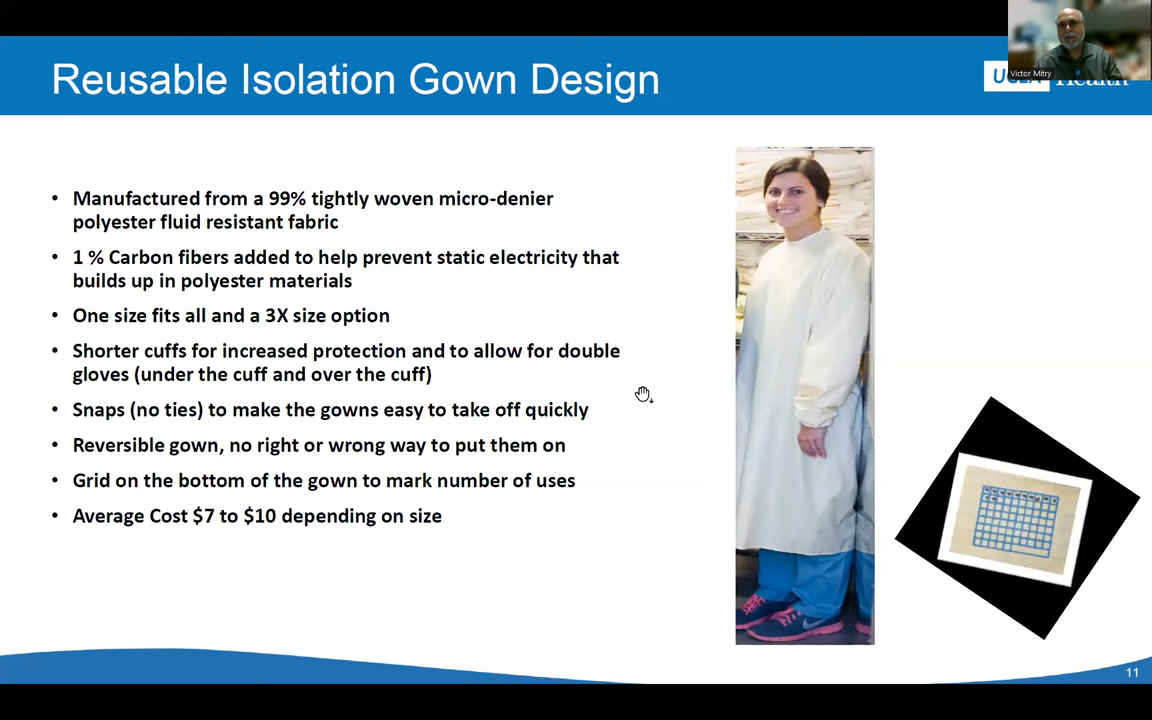 Victor Mitry
Reusable Isolation Gown Design
UCLA Health
• Manufactured from a 99% tightly woven micro-denier
polyester fluid resistant fabric
• 1 % Carbon fibers added to help prevent static electricity that
builds up in polyester materials
• One size fits all and a 3X size option
• Shorter cuffs for increased protection and to allow for double
gloves (under the cuff and over the cuff)
• Snaps (no ties) to make the gowns easy to take off quickly
• Reversible gown, no right or wrong way to put them on
• Grid on the bottom of the gown to mark number of uses
• Average Cost $7 to $10 depending on size
11